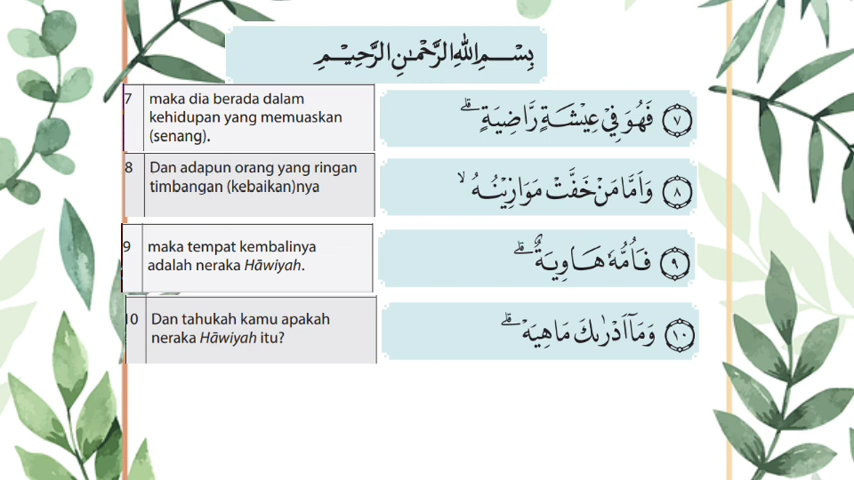 بِسْمِ اللّٰهِ الرَّحْمٰنِ الرَّحِيْمِ
7 maka dia berada dalam
kehidupan yang memuaskan
(senang).
فَهُوَ فِيْ عِيْشَةٍ رَّاضِيَةٍۗ ٧
8 Dan adapun orang yang ringan
timbangan (kebaikan)nya
وَاَمَّا مَنْ خَفَّتْ مَوَازِيْنُهٗۙ ٨
9 maka tempat kembalinya
adalah neraka Hāwiyah.
فَاُمُّهٗ هَاوِيَةٌۗ ٩
10 Dan tahukah kamu apakah
neraka Hāwiyah itu?
وَمَآ اَدْرٰىكَ مَاهِيَهْۗ ١٠